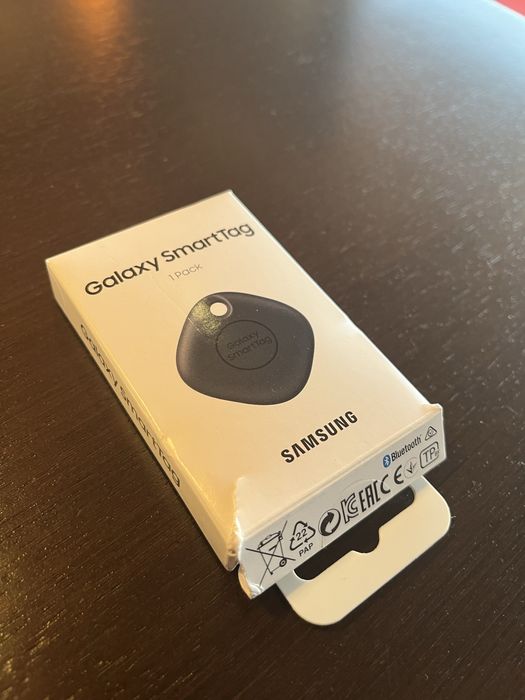 Galaxy SmartTag
1 Pack
Galaxy
SmartTag
SAMSUNG
Galaxy SmartTag
Bluetooth®
22
PAP
EAC
CE
TP